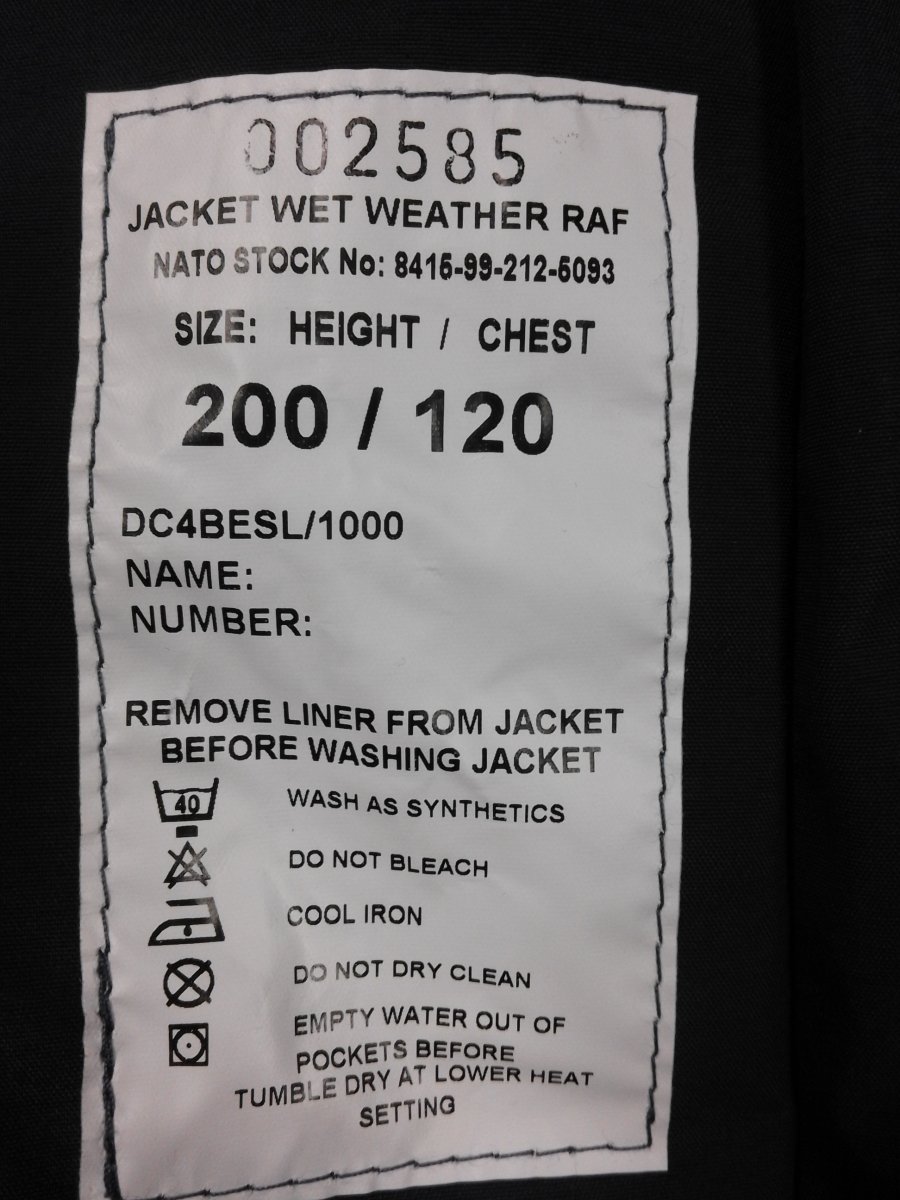 002585
JACKET WET WEATHER RAF
NATO STOCK No: 8415-99-212-5093
SIZE: HEIGHT / CHEST
200 / 120
DC4BESL/1000
NAME:
NUMBER:
REMOVE LINER FROM JACKET
BEFORE WASHING JACKET
40 WASH AS SYNTHETICS
DO NOT BLEACH
COOL IRON
DO NOT DRY CLEAN
EMPTY WATER OUT OF
POCKETS BEFORE
TUMBLE DRY AT LOWER HEAT
SETTING